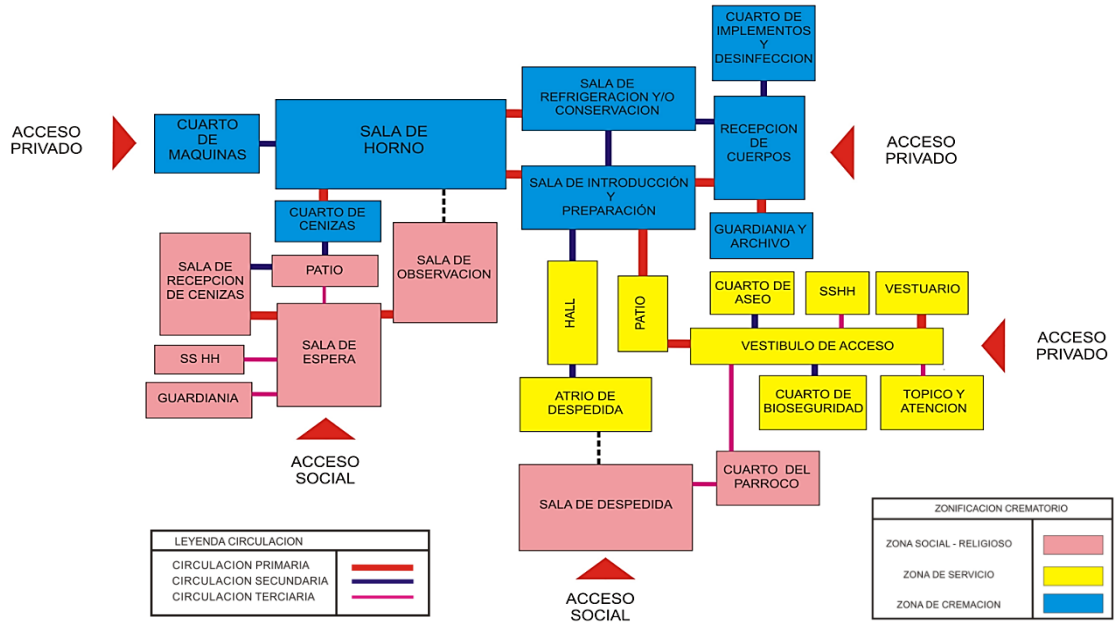 CUARTO DE
IMPLEMENTOS
Y
DESINFECCION
SALA DE
REFRIGERACION Y/O
CONSERVACION
ACCESO
PRIVADO
CUARTO
DE
MAQUINAS
SALA DE
HORNO
RECEPCION
DE
CUERPOS
ACCESO
PRIVADO
SALA DE INTRODUCCIÓN
Y
PREPARACIÓN
CUARTO DE
CENIZAS
GUARDIANIA Y
ARCHIVO
SALA DE
RECEPCION
DE CENIZAS
PATIO
SALA DE
OBSERVACION
HALL
PATIO
CUARTO DE
ASEO
SSHH
VESTUARIO
SALA DE
ESPERA
VESTIBULO DE ACCESO
ACCESO
PRIVADO
SS HH
GUARDIANIA
ATRIO DE
DESPEDIDA
CUARTO DE
BIOSEGURIDAD
TOPICO Y
ATENCION
ACCESO
SOCIAL
SALA DE DESPEDIDA
CUARTO DEL
PARROCO
ACCESO
SOCIAL
LEYENDA CIRCULACION
CIRCULACION PRIMARIA
CIRCULACION SECUNDARIA
CIRCULACION TERCIARIA
ZONIFICACION CREMATORIO
ZONA SOCIAL - RELIGIOSO
ZONA DE SERVICIO
ZONA DE CREMACION